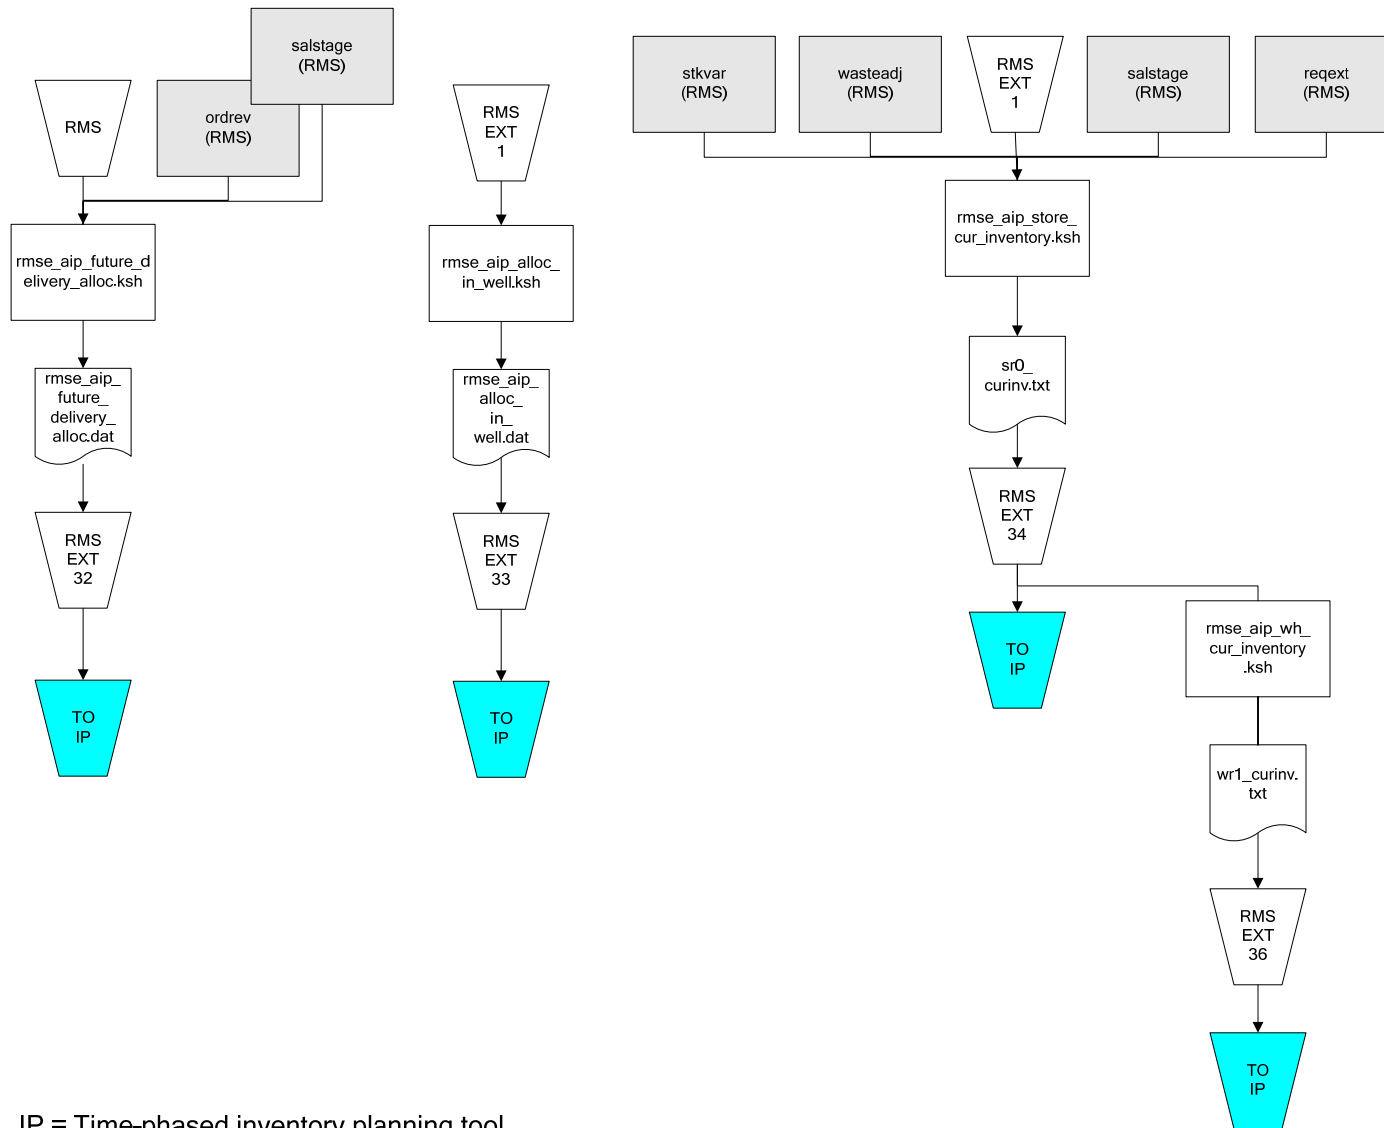 salstage
(RMS)
RMS
ordrev
(RMS)
rmse_aip_future_d
elivery_alloc.ksh
rmse_aip_
future_
delivery_
alloc.dat
RMS
EXT
32
TO
IP
RMS
EXT
1
rmse_aip_alloc_
in_well.ksh
rmse_aip_
alloc_
in_
well.dat
RMS
EXT
33
TO
IP
stkvar
(RMS)
wasteadj
(RMS)
RMS
EXT
1
salstage
(RMS)
reqext
(RMS)
rmse_aip_store_
cur_inventory.ksh
sr0_
curinv.txt
RMS
EXT
34
TO
IP
rmse_aip_wh_
cur_inventory
.ksh
wr1_curinv.
txt
RMS
EXT
36
TO
IP
IP = Time-phased inventory planning tool